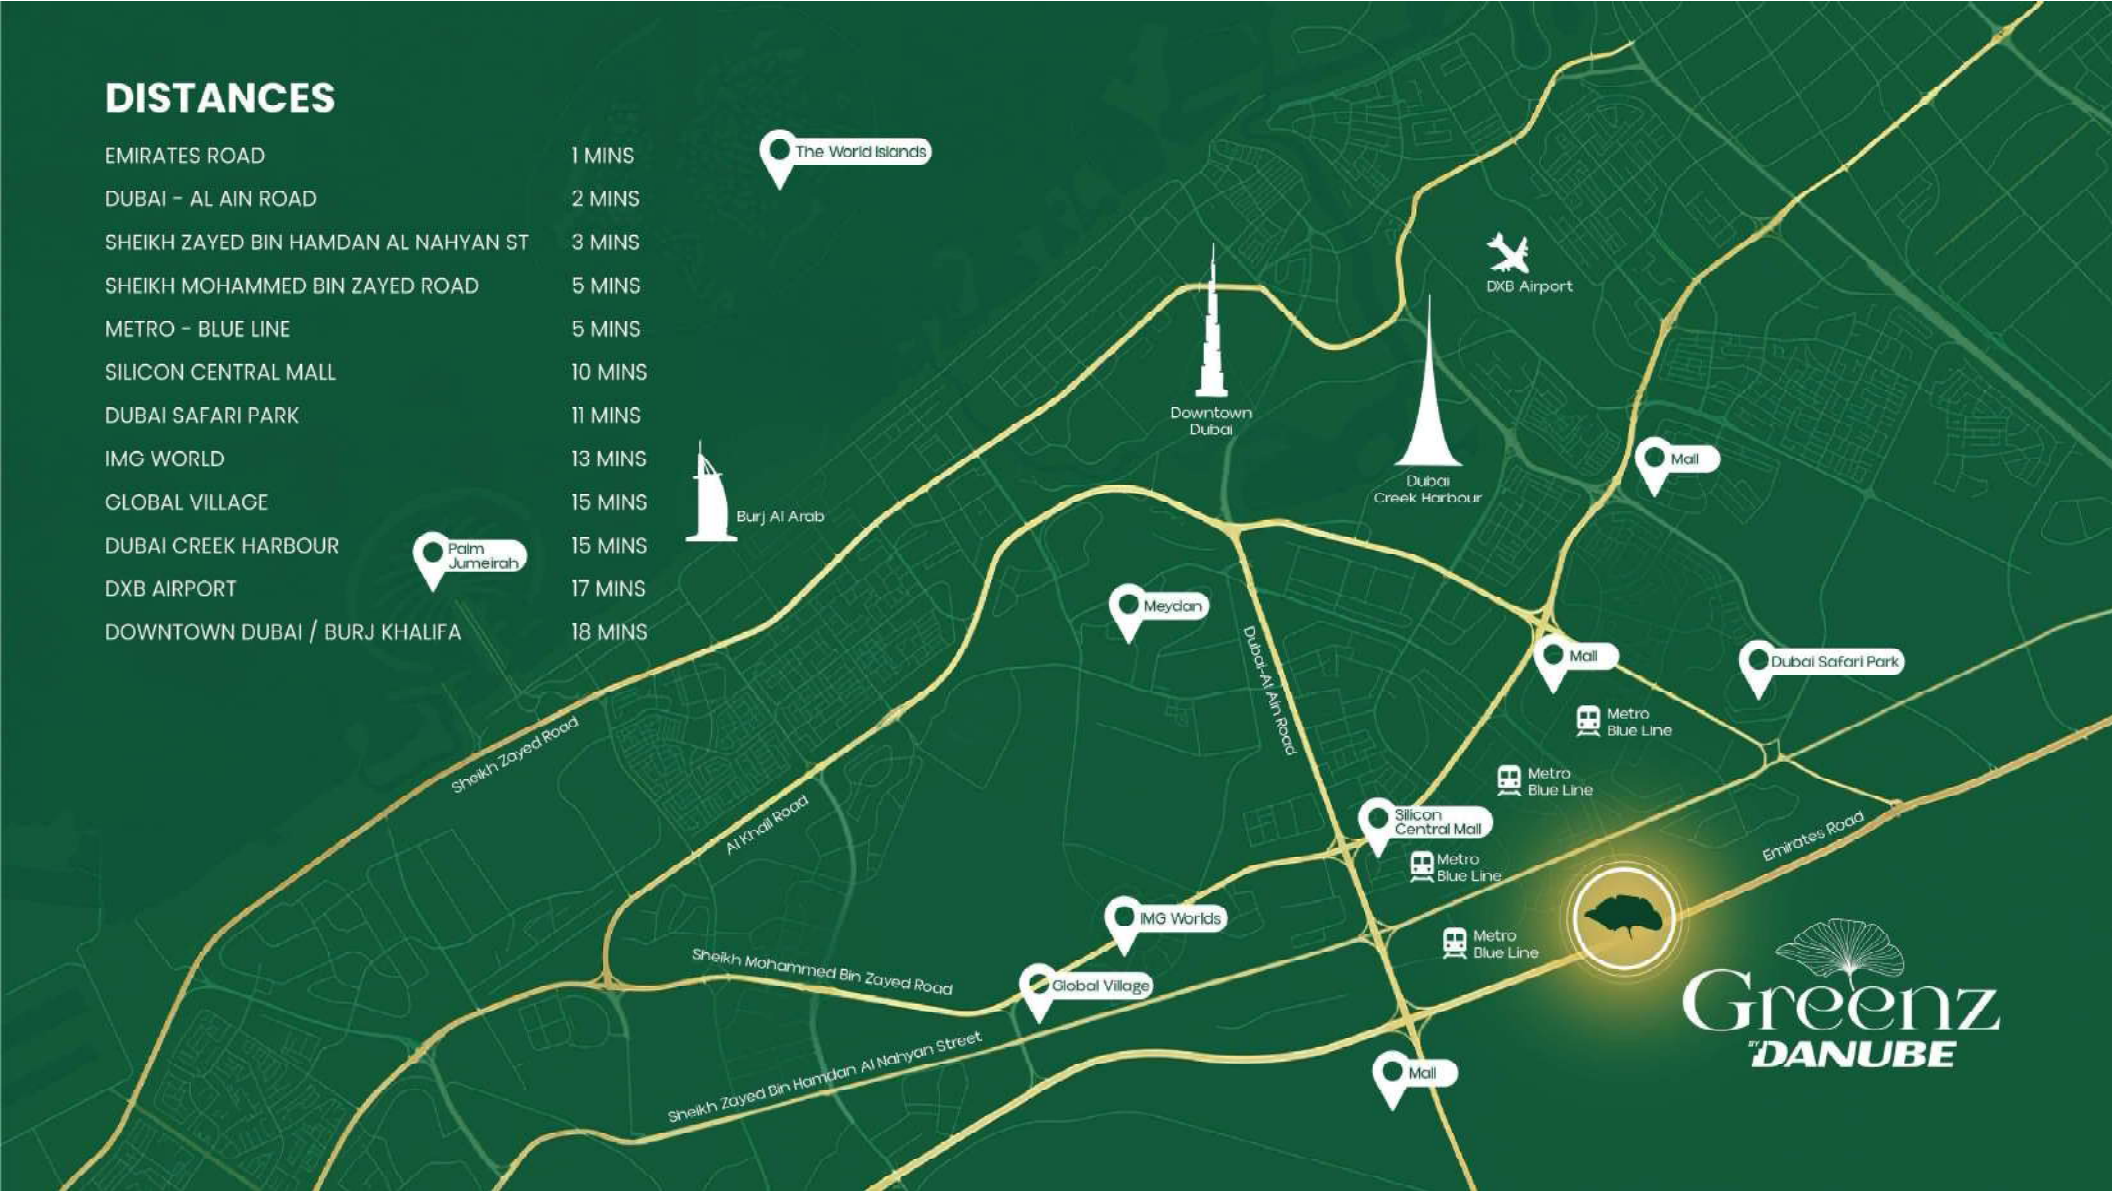 DISTANCES
EMIRATES ROAD 1 MINS
DUBAI - AL AIN ROAD 2 MINS
SHEIKH ZAYED BIN HAMDAN AL NAHYAN ST 3 MINS
SHEIKH MOHAMMED BIN ZAYED ROAD 5 MINS
METRO - BLUE LINE 5 MINS
SILICON CENTRAL MALL 10 MINS
DUBAI SAFARI PARK 11 MINS
IMG WORLD 13 MINS
GLOBAL VILLAGE 15 MINS
DUBAI CREEK HARBOUR 15 MINS
DXB AIRPORT 17 MINS
DOWNTOWN DUBAI / BURJ KHALIFA 18 MINS
The World Islands
DXB Airport
Downtown
Dubai
Dubai
Creek Harbour
Mall
Burj Al Arab
Palm
Jumeirah
Meydan
Dubai-Al Ain Road
Mall
Dubai Safari Park
Metro
Blue Line
Metro
Blue Line
Sheikh Zayed Road
Al Khail Road
Silicon
Central Mall
Metro
Blue Line
Emirates Road
IMG Worlds
Metro
Blue Line
Sheikh Mohammed Bin Zayed Road
Global Village
Sheikh Zayed Bin Hamdan Al Nahyan Street
Mall
Greenz
BY DANUBE